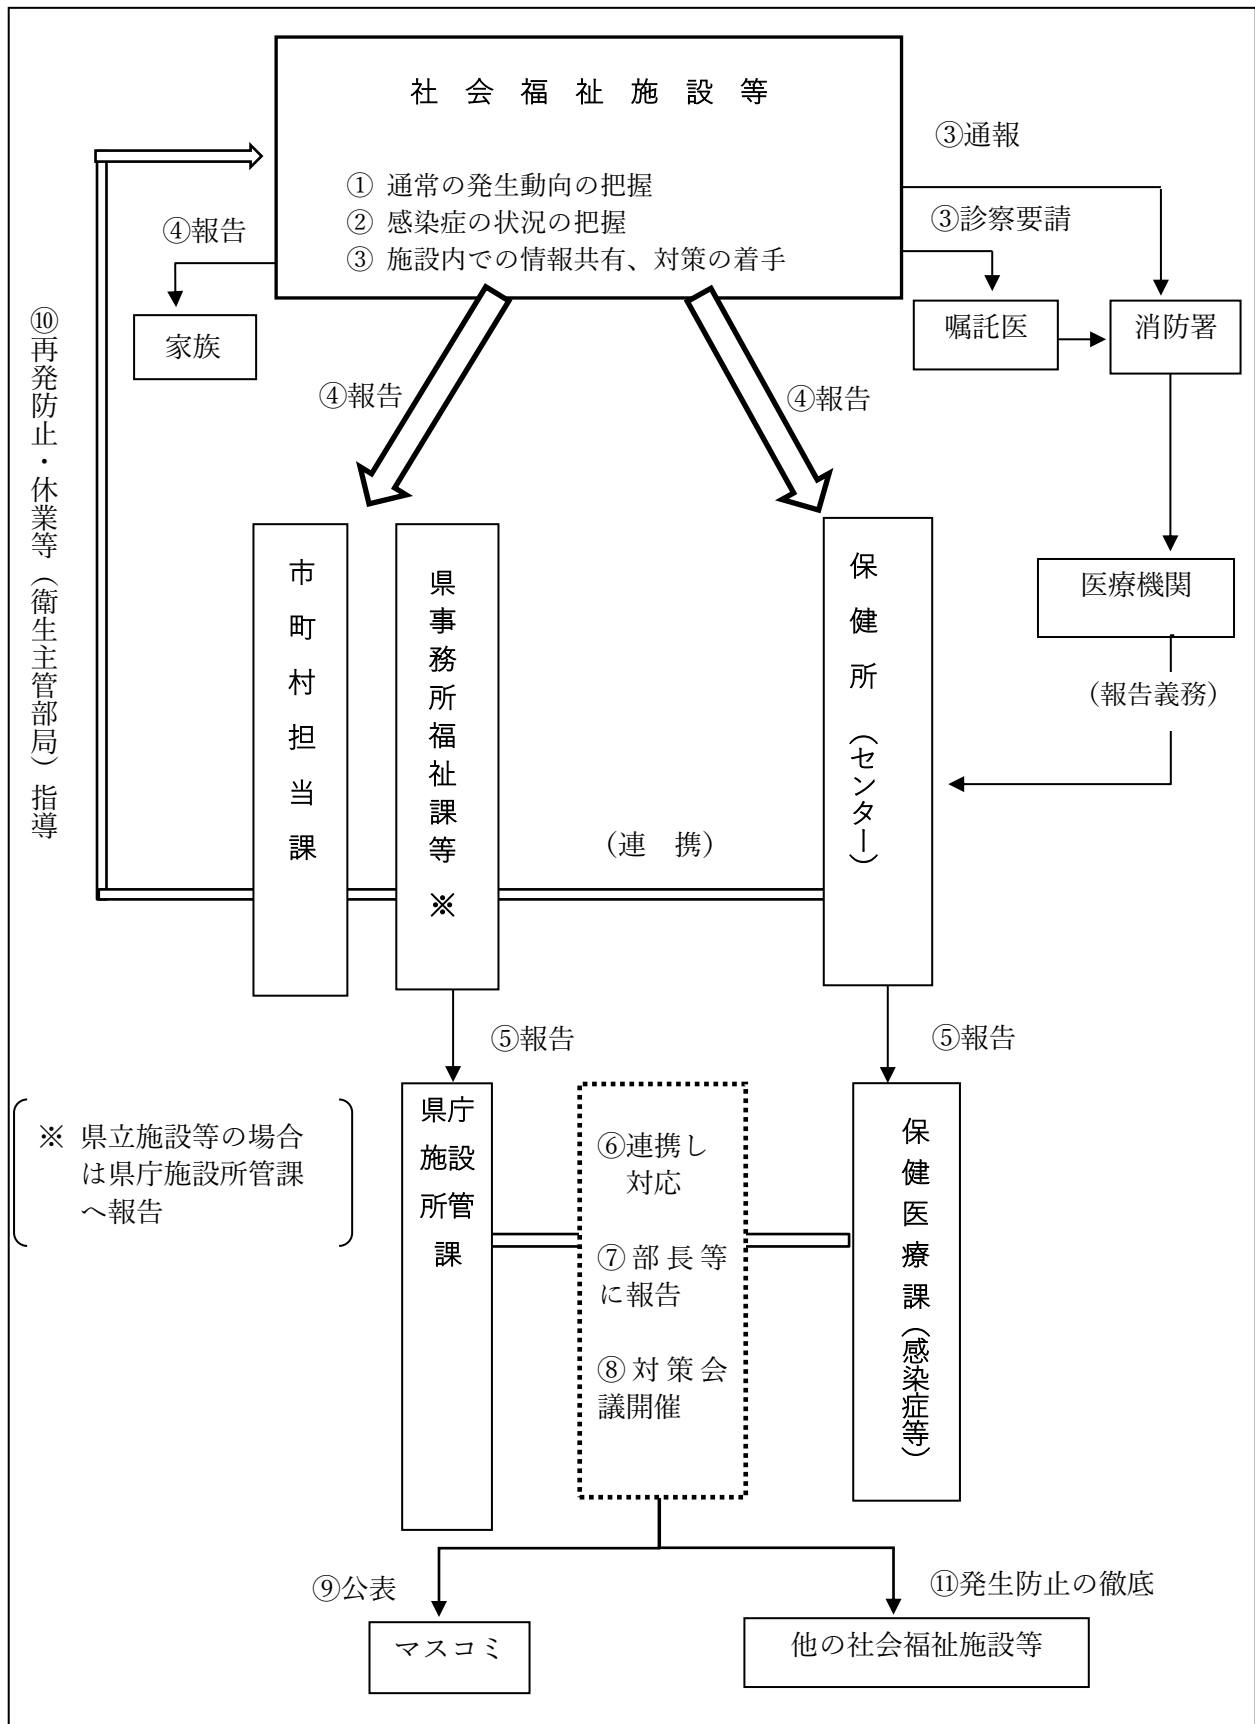 社会福祉施設等
① 通常の発生動向の把握
② 感染症の状況の把握
③ 施設内での情報共有、対策の着手
③通報
③診察要請
④報告
家族
嘱託医
消防署
④報告
④報告
⑩再発防止・休業等（衛生主管部局）指導
市町村担当課
県事務所福祉課等 ※
保健所（センター）
医療機関
（報告義務）
（連　携）
⑤報告
⑤報告
※ 県立施設等の場合
は県庁施設所管課
へ報告
県庁
施設
所管
課
⑥連携し
対応
⑦部長等
に報告
⑧対策会
議開催
保健医療課（感染症等）
⑨公表
⑪発生防止の徹底
マスコミ
他の社会福祉施設等